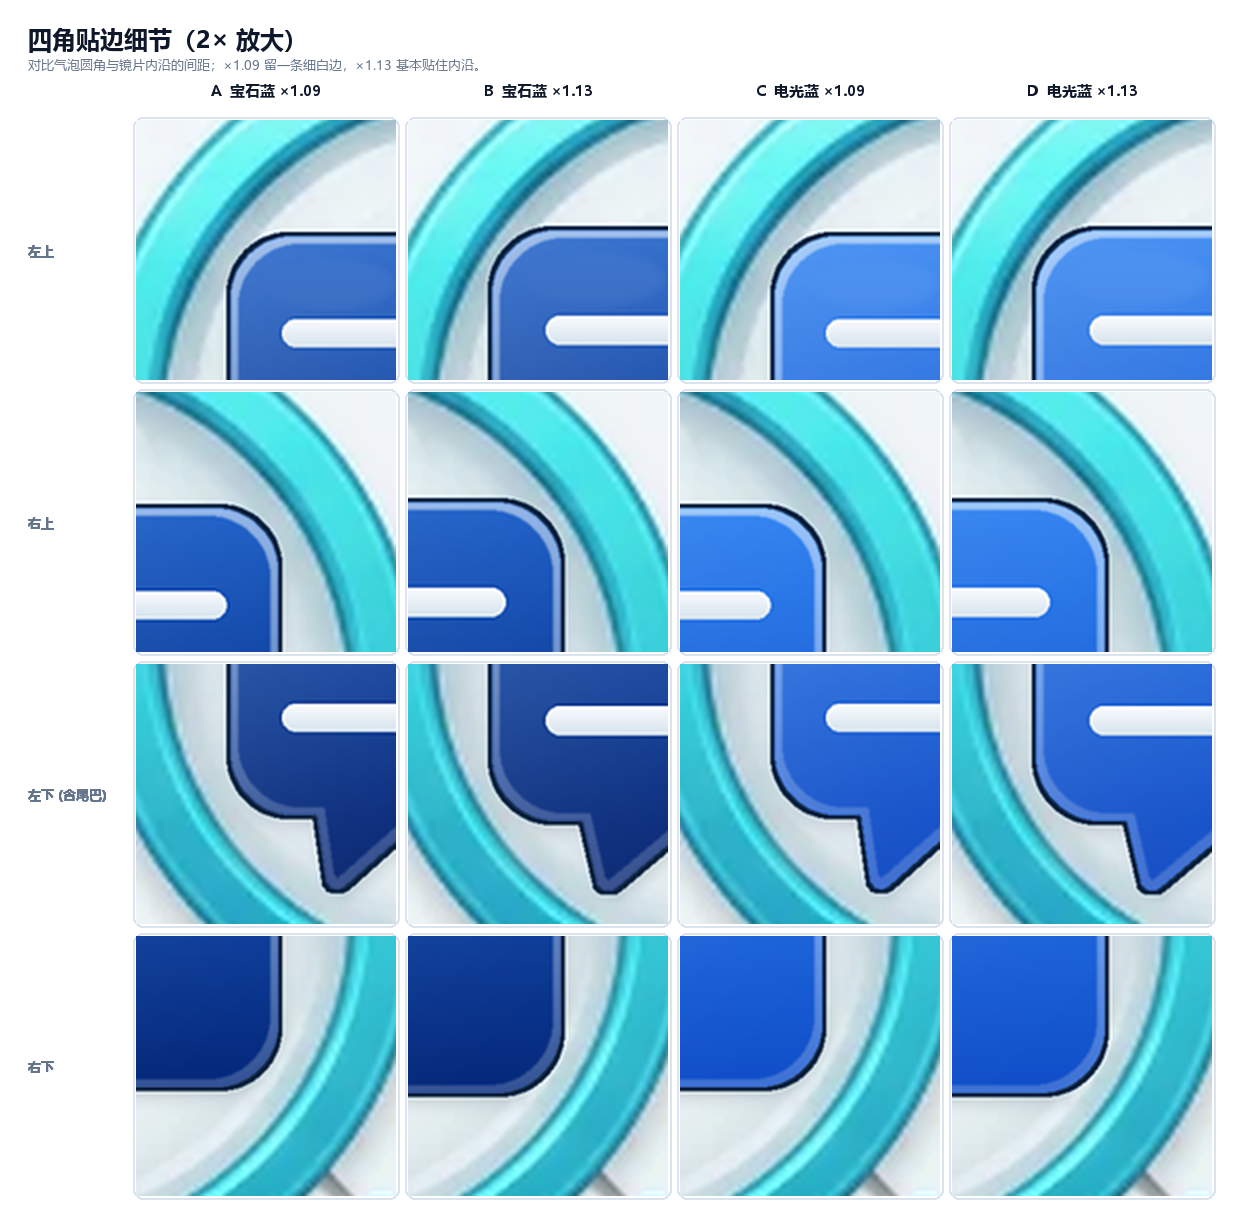 四角贴边细节（2× 放大）
对比气泡圆角与镜片内沿的间距；×1.09 留一条细白边，×1.13 基本贴住内沿。
A 宝石蓝 ×1.09
B 宝石蓝 ×1.13
C 电光蓝 ×1.09
D 电光蓝 ×1.13
左上
右上
左下 (含尾巴)
右下